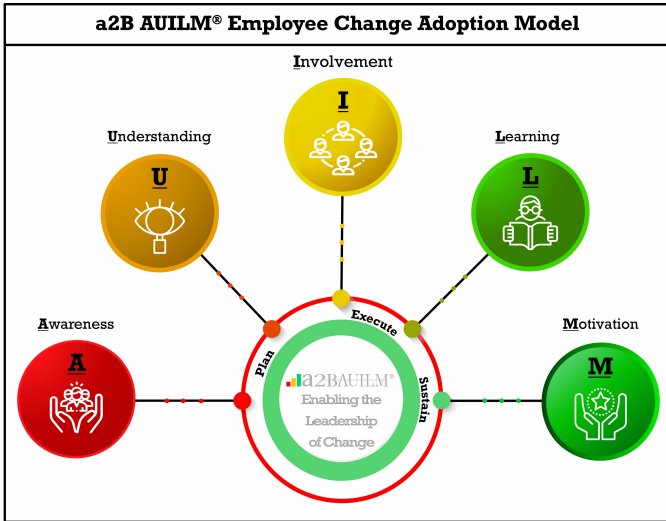 a2B AUILM® Employee Change Adoption Model
Involvement
I
Understanding
U
Learning
L
Awareness
A
Motivation
M
Plan
Execute
Sustain
a2BAUILM®
Enabling the
Leadership
of Change